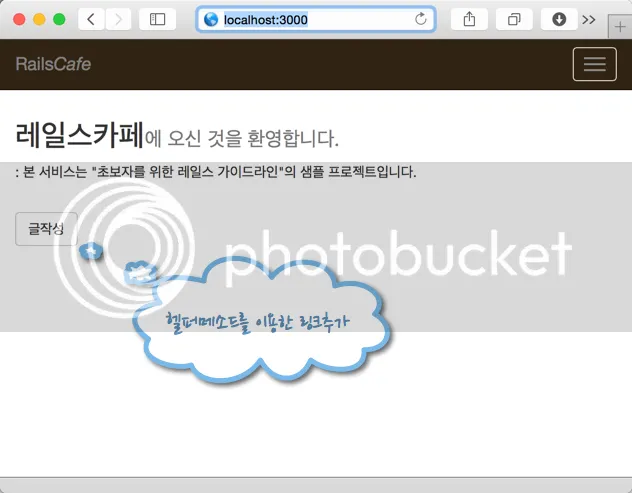 localhost:3000
RailsCafe
레일스카페에 오신 것을 환영합니다.
: 본 서비스는 "초보자를 위한 레일스 가이드라인"의 샘플 프로젝트입니다.
글작성
photobucket
헬퍼메소드를 이용한 링크추가